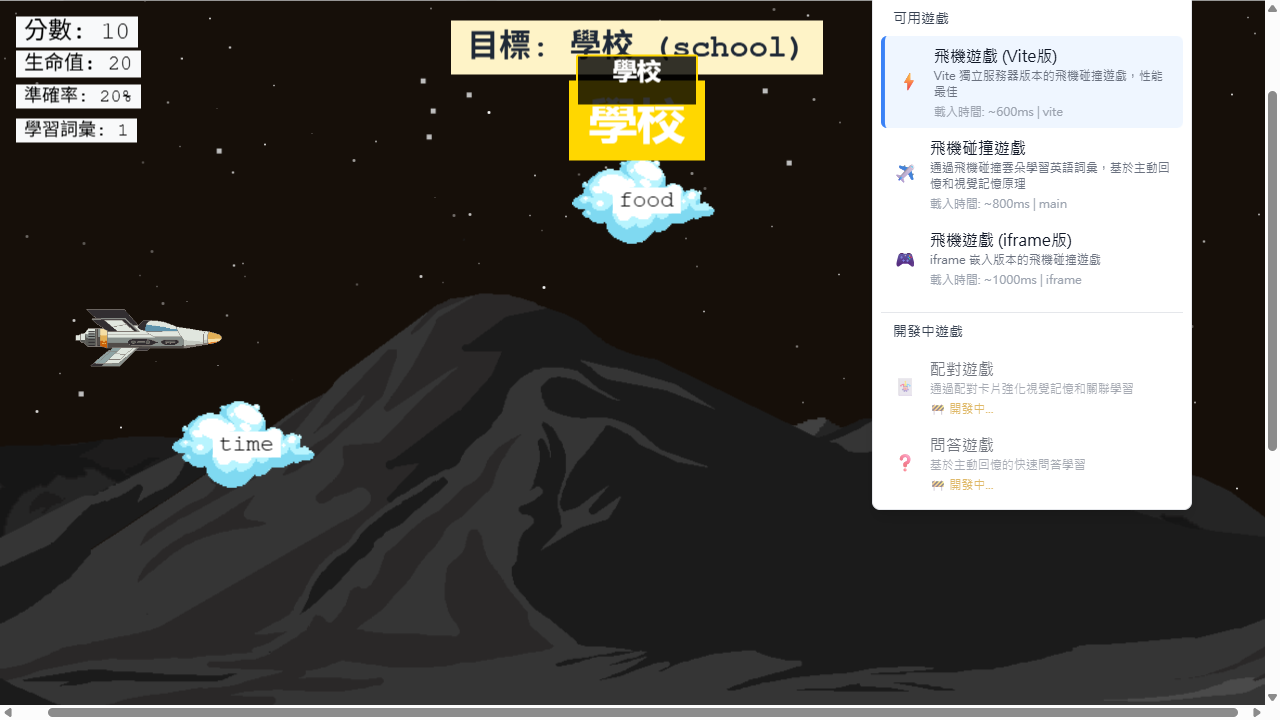 分數: 10
生命值: 20
準確率: 20%
學習詞彙: 1
目標: 學校 (school)
學校
學校
food
time
可用遊戲
飛機遊戲 (Vite版)
Vite 獨立服務器版本的飛機碰撞遊戲，性能
最佳
載入時間: ~600ms | vite
飛機碰撞遊戲
通過飛機碰撞雲朵學習英語詞彙，基於主動回
憶和視覺記憶原理
載入時間: ~800ms | main
飛機遊戲 (iframe版)
iframe 嵌入版本的飛機碰撞遊戲
載入時間: ~1000ms | iframe
開發中遊戲
配對遊戲
通過配對卡片強化視覺記憶和關聯學習
開發中...
問答遊戲
基於主動回憶的快速問答學習
開發中...